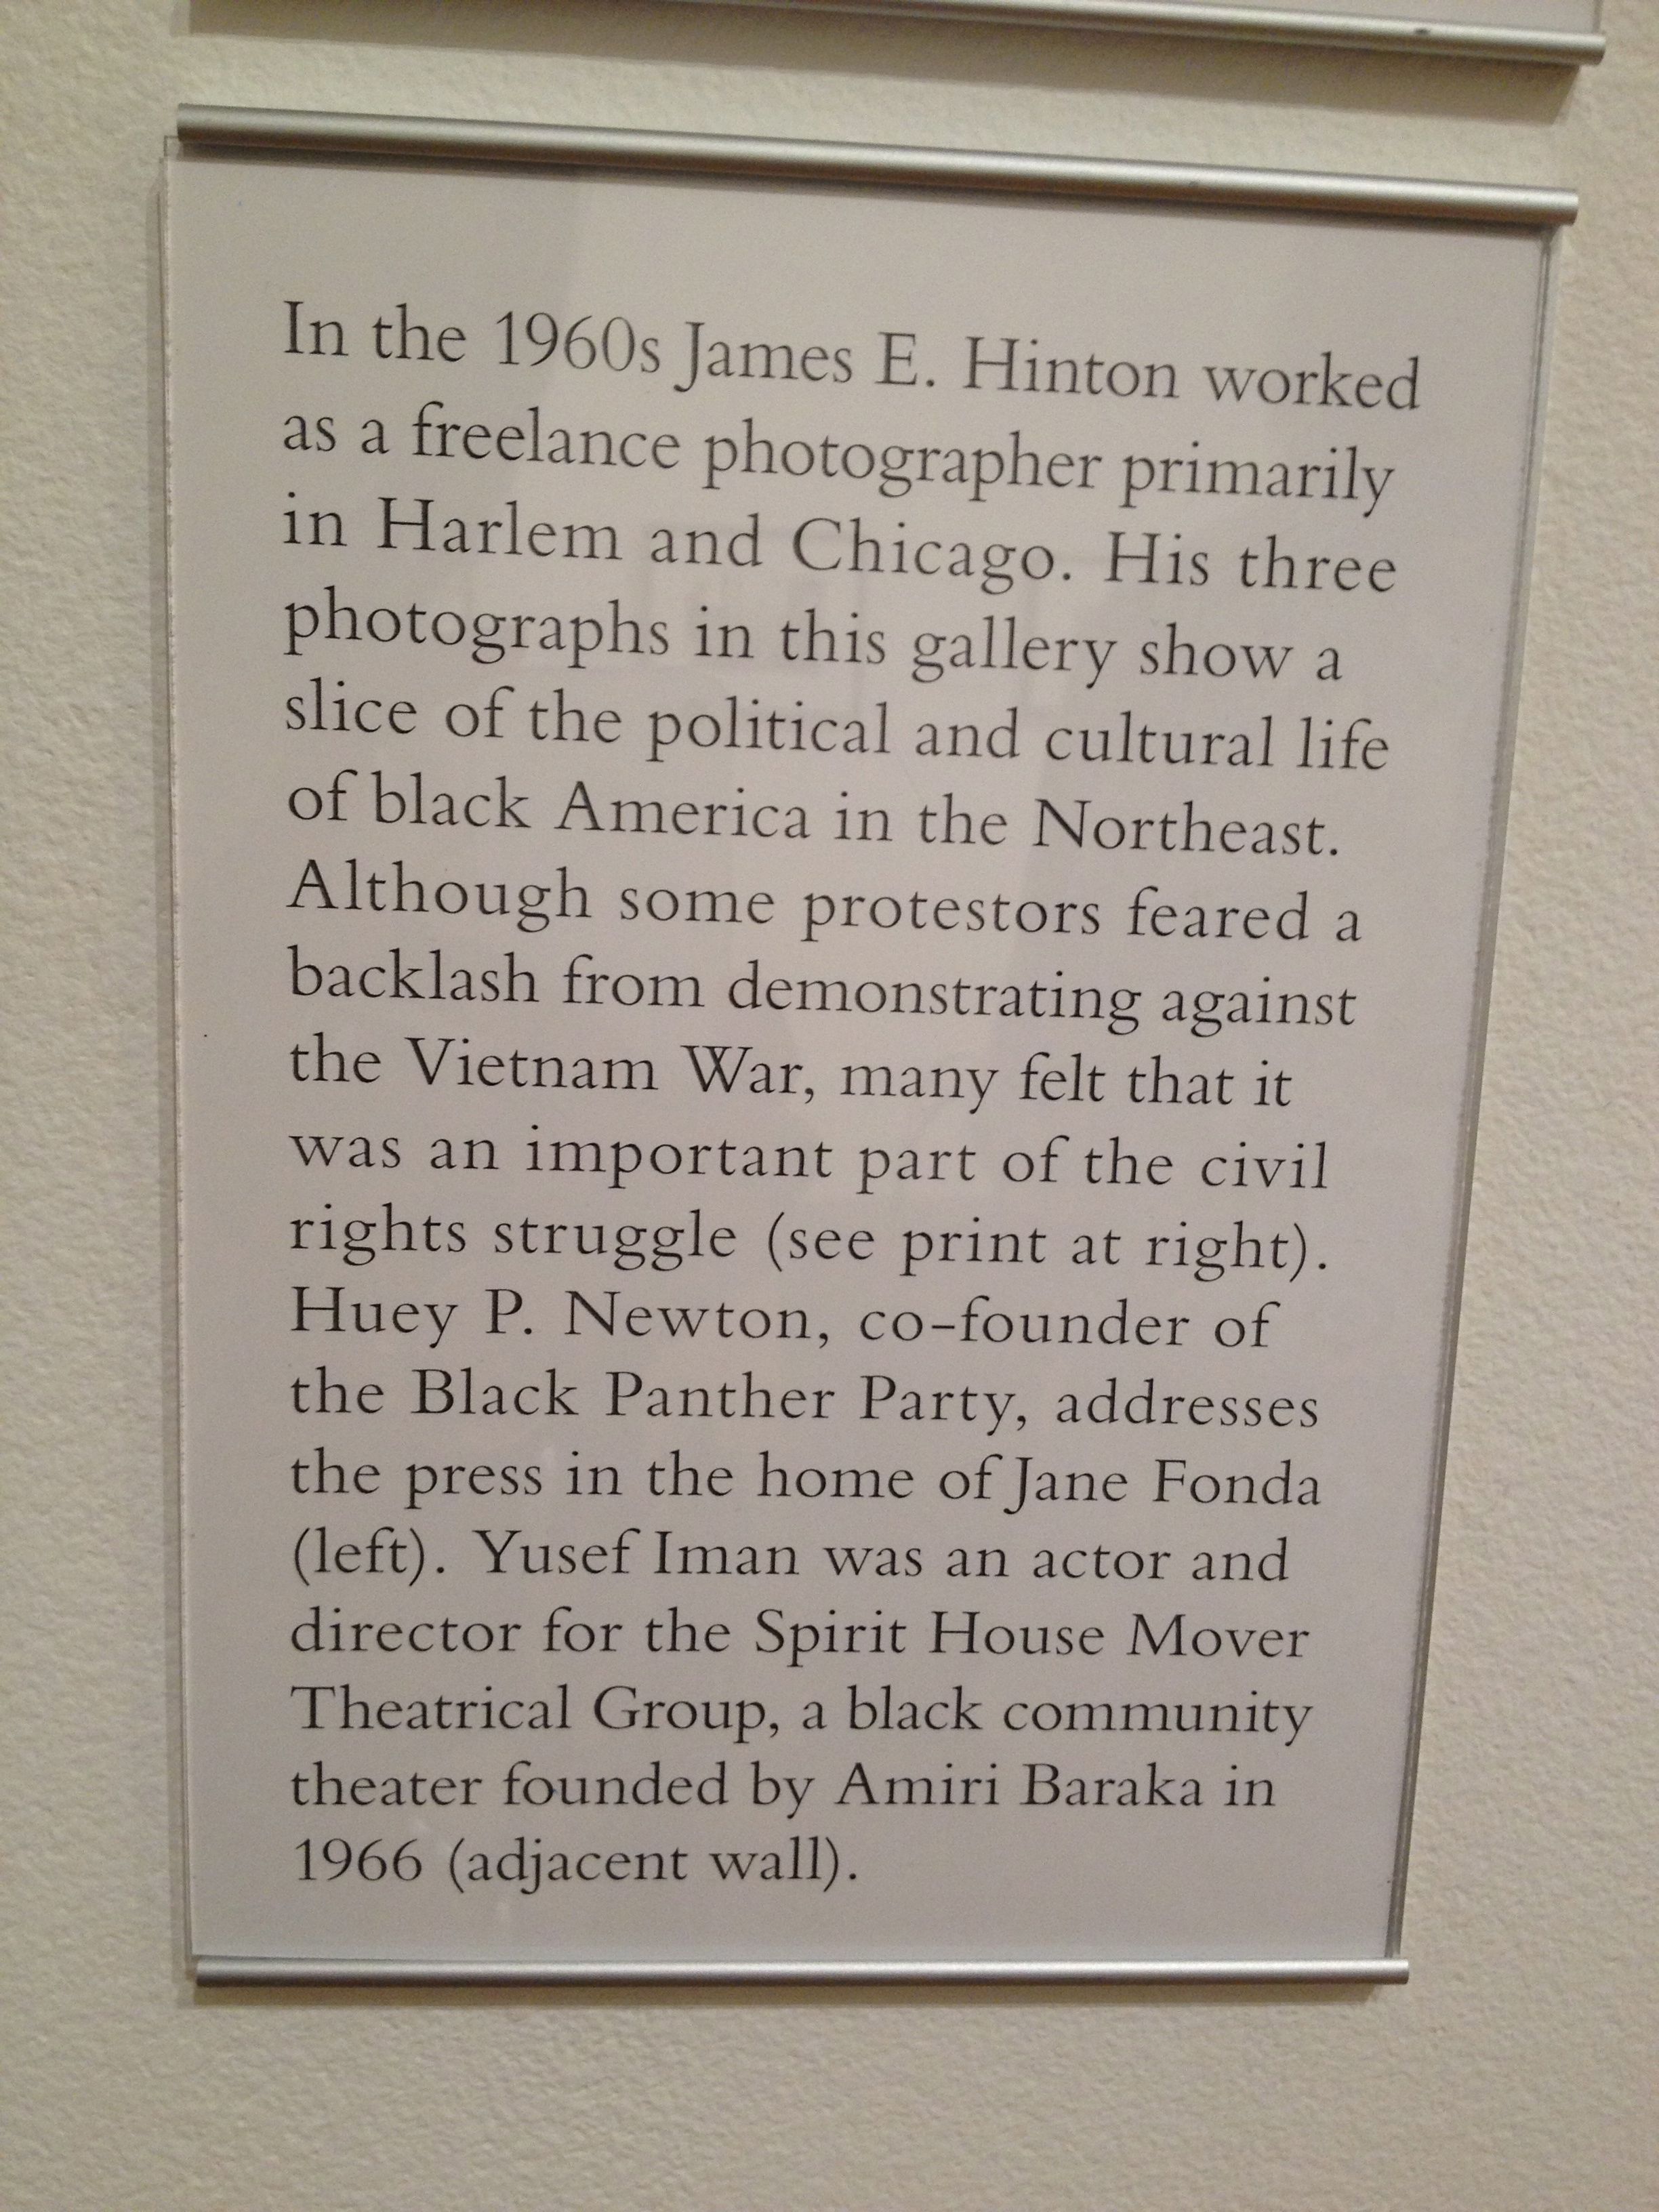 In the 1960s James E. Hinton worked
as a freelance photographer primarily
in Harlem and Chicago. His three
photographs in this gallery show a
slice of the political and cultural life
of black America in the Northeast.
Although some protestors feared a
backlash from demonstrating against
the Vietnam War, many felt that it
was an important part of the civil
rights struggle (see print at right).
Huey P. Newton, co-founder of
the Black Panther Party, addresses
the press in the home of Jane Fonda
(left). Yusef Iman was an actor and
director for the Spirit House Mover
Theatrical Group, a black community
theater founded by Amiri Baraka in
1966 (adjacent wall).